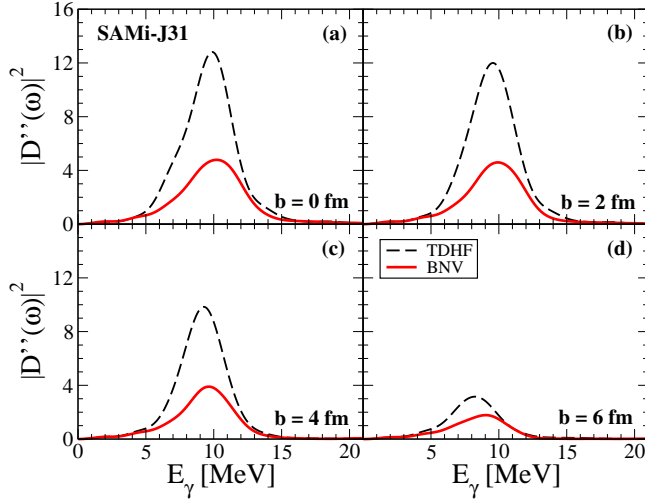 SAMi-J31
(a)
(b)
|D''(ω)|²
16
12
8
4
0
b = 0 fm
b = 2 fm
(c)
(d)
TDHF
BNV
|D''(ω)|²
12
8
4
0
b = 4 fm
b = 6 fm
0 5 10 15 20
0 5 10 15 20
E_γ [MeV]
E_γ [MeV]